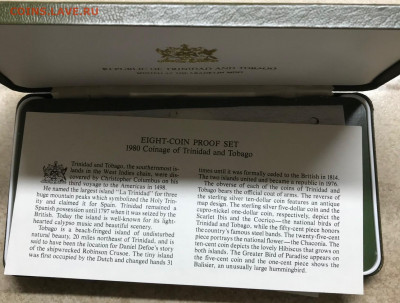 COINS.LAVE.RU
REPUBLIC OF TRINIDAD AND TOBAGO
EIGHT-COIN PROOF SET
1980 Coinage of Trinidad and Tobago
Trinidad and Tobago, the southernmost is-
lands in the West Indies chain, were dis-
covered by Christopher Columbus on his
third voyage to the Americas in 1498.
He named the largest island "La Trinidad" for three
huge mountain peaks which symbolized the Holy Trin-
ity and claimed it for Spain. Trinidad remained a
Spanish possession until 1797 when it was seized by the
British. Today the island is well-known for its light-
hearted calypso music and beautiful scenery.
Tobago is a beach-fringed island of undisturbed
natural beauty, 20 miles northeast of Trinidad, and is
said to have been the location for Daniel Defoe's story
of the shipwrecked Robinson Crusoe. The tiny island
was first occupied by the Dutch and changed hands 31
times until it was formally ceded to the British in 1814.
The two islands united and became a republic in 1976.
The obverse of each of the coins of Trinidad and
Tobago bears the official coat of arms. The reverse of
the sterling silver ten-dollar coin features an antique
map design. The sterling silver five-dollar coin and the
cupro-nickel one-dollar coin, respectively, depict the
Scarlet Ibis and the Cocrico—the national birds of
Trinidad and Tobago, while the fifty-cent piece honors
the country's famous steel bands. The twenty-five-cent
piece portrays the national flower—the Chaconia. The
ten-cent coin depicts the lovely Hibiscus that grows on
both islands. The Greater Bird of Paradise appears on
the five-cent coin and the one-cent piece shows the
Balisier, an unusually large hummingbird.